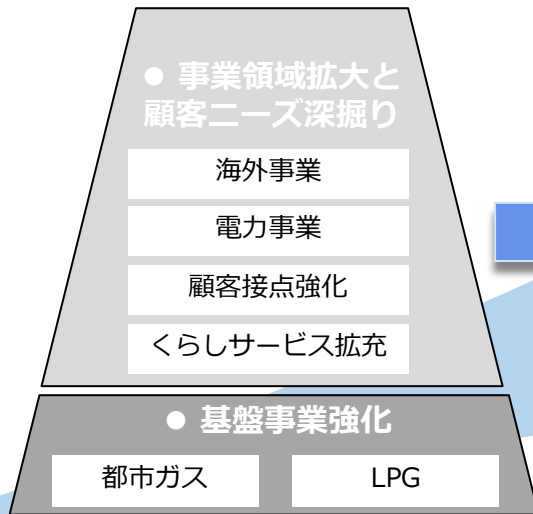 ● 事業領域拡大と
顧客ニーズ深掘り
海外事業
電力事業
顧客接点強化
くらしサービス拡充
● 基盤事業強化
都市ガス
LPG